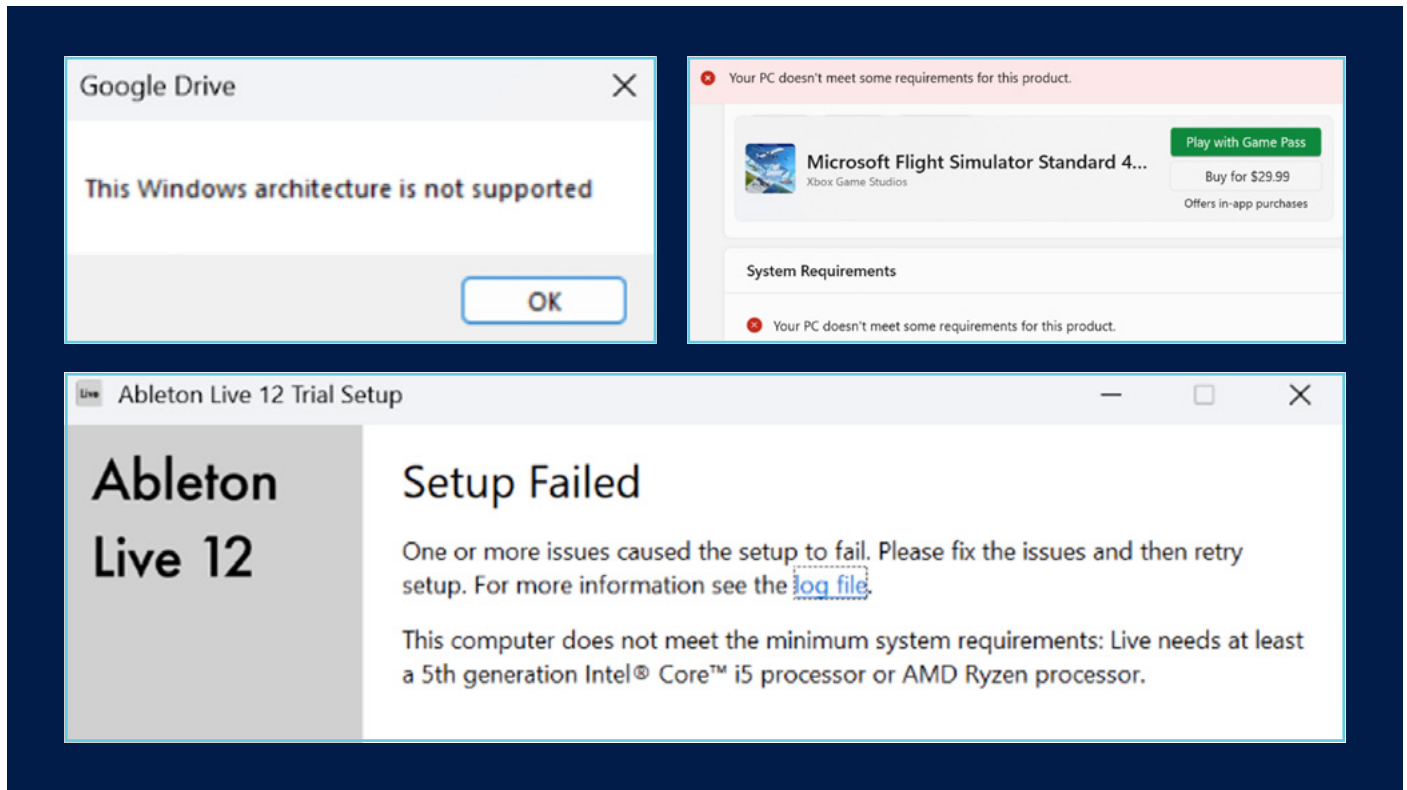 Google Drive
This Windows architecture is not supported
OK
Your PC doesn't meet some requirements for this product.
Microsoft Flight Simulator Standard 4...
Xbox Game Studios
Play with Game Pass
Buy for $29.99
Offers in-app purchases
System Requirements
Your PC doesn't meet some requirements for this product.
Live
Ableton Live 12 Trial Setup
Ableton
Live 12
Setup Failed
One or more issues caused the setup to fail. Please fix the issues and then retry
setup. For more information see the log file.
This computer does not meet the minimum system requirements: Live needs at least
a 5th generation Intel® Core™ i5 processor or AMD Ryzen processor.